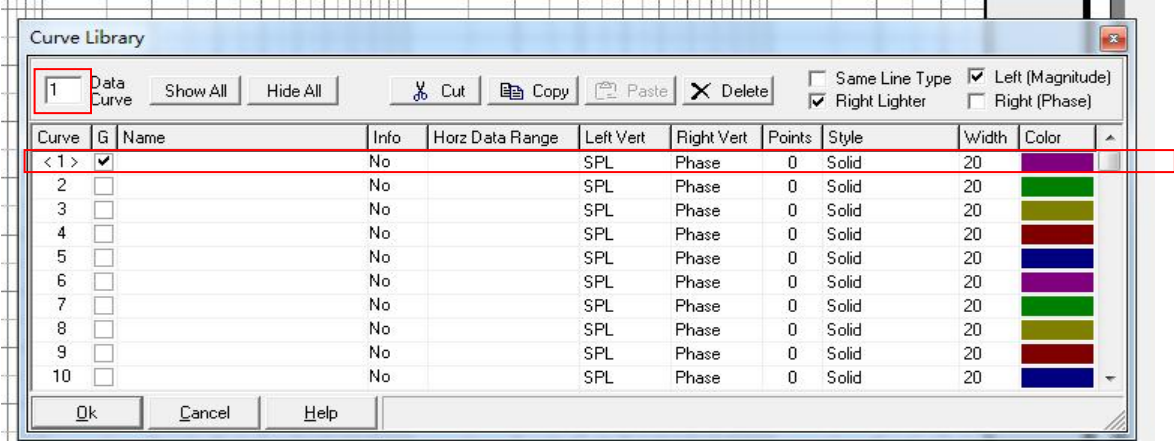 Curve Library
1 Data Curve Show All Hide All Cut Copy Paste Delete Same Line Type Left (Magnitude)
Right Lighter Right (Phase)
Curve G Name Info Horz Data Range Left Vert Right Vert Points Style Width Color
<1> No SPL Phase 0 Solid 20
2 No SPL Phase 0 Solid 20
3 No SPL Phase 0 Solid 20
4 No SPL Phase 0 Solid 20
5 No SPL Phase 0 Solid 20
6 No SPL Phase 0 Solid 20
7 No SPL Phase 0 Solid 20
8 No SPL Phase 0 Solid 20
9 No SPL Phase 0 Solid 20
10 No SPL Phase 0 Solid 20
Ok Cancel Help